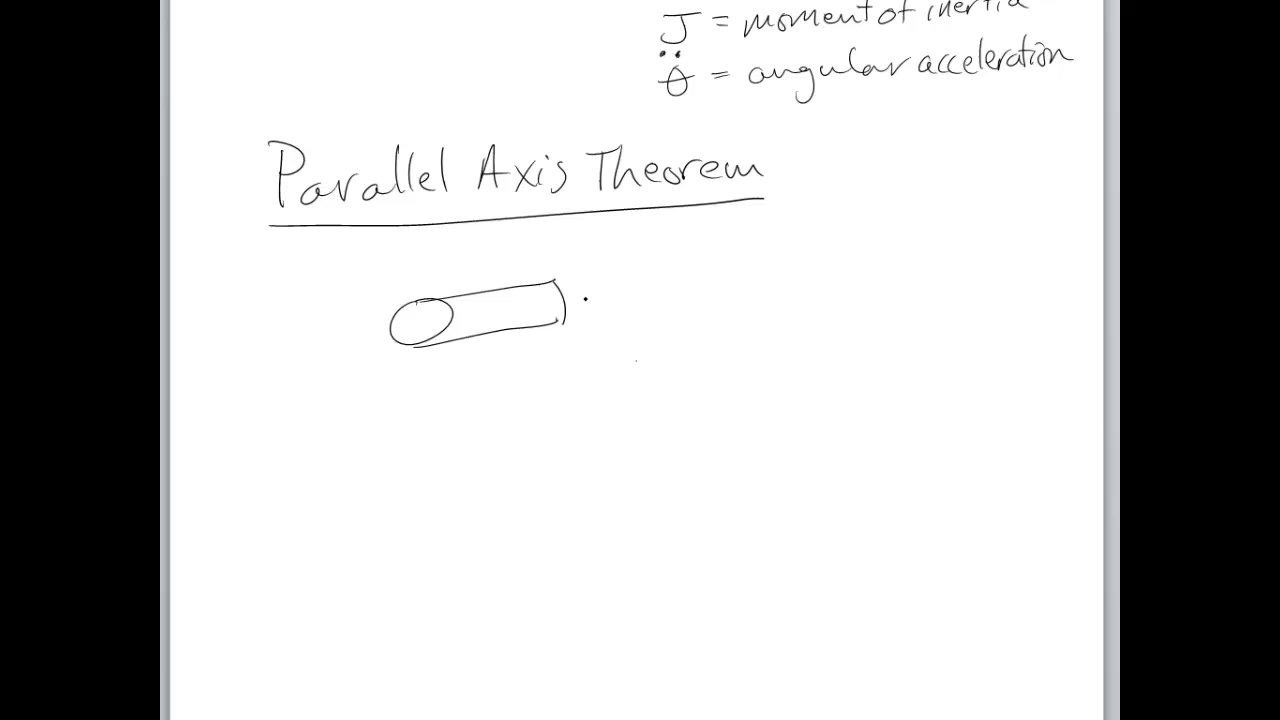 J = moment of inertia
θ̈ = angular acceleration
Parallel Axis Theorem